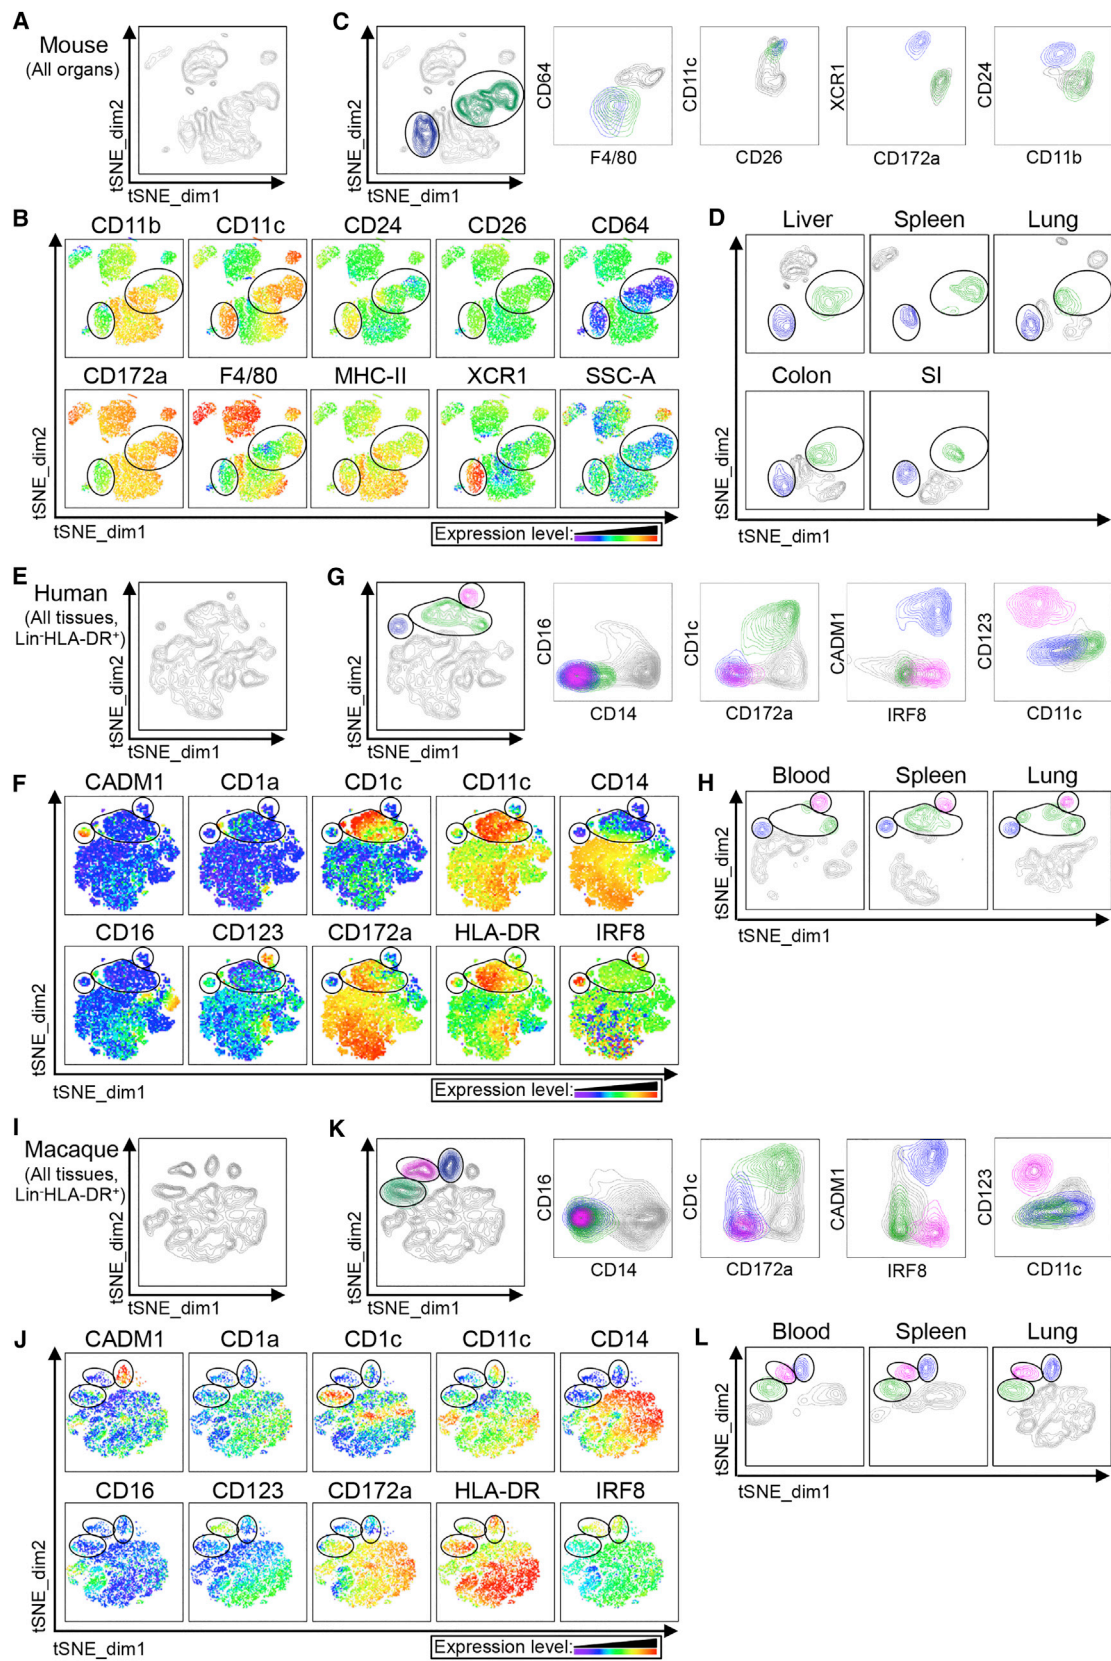 A
Mouse
(All organs)
tSNE_dim2
tSNE_dim1
C
tSNE_dim2
tSNE_dim1
CD64
F4/80
CD11c
CD26
XCR1
CD172a
CD24
CD11b
B
CD11b CD11c CD24 CD26 CD64
CD172a F4/80 MHC-II XCR1 SSC-A
tSNE_dim2
tSNE_dim1
Expression level:
D
Liver Spleen Lung
Colon SI
tSNE_dim2
tSNE_dim1
E
Human
(All tissues,
Lin-HLA-DR+)
tSNE_dim2
tSNE_dim1
G
tSNE_dim2
tSNE_dim1
CD16
CD14
CD1c
CD172a
CADM1
IRF8
CD123
CD11c
F
CADM1 CD1a CD1c CD11c CD14
tSNE_dim2
CD16 CD123 CD172a HLA-DR IRF8
tSNE_dim2
tSNE_dim1
Expression level:
H
Blood Spleen Lung
tSNE_dim2
tSNE_dim1
I
Macaque
(All tissues,
Lin-HLA-DR+)
tSNE_dim2
tSNE_dim1
K
tSNE_dim2
tSNE_dim1
CD16
CD14
CD1c
CD172a
CADM1
IRF8
CD123
CD11c
J
CADM1 CD1a CD1c CD11c CD14
CD16 CD123 CD172a HLA-DR IRF8
tSNE_dim2
tSNE_dim1
Expression level:
L
Blood Spleen Lung
tSNE_dim2
tSNE_dim1